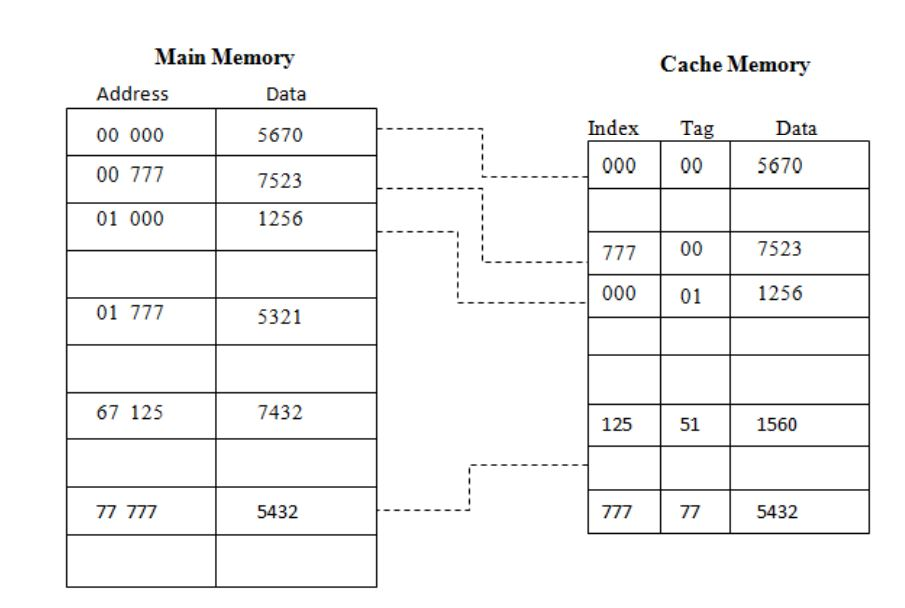 Main Memory
Address Data
00 000 5670
00 777 7523
01 000 1256
01 777 5321
67 125 7432
77 777 5432
Cache Memory
Index Tag Data
000 00 5670
777 00 7523
000 01 1256
125 51 1560
777 77 5432